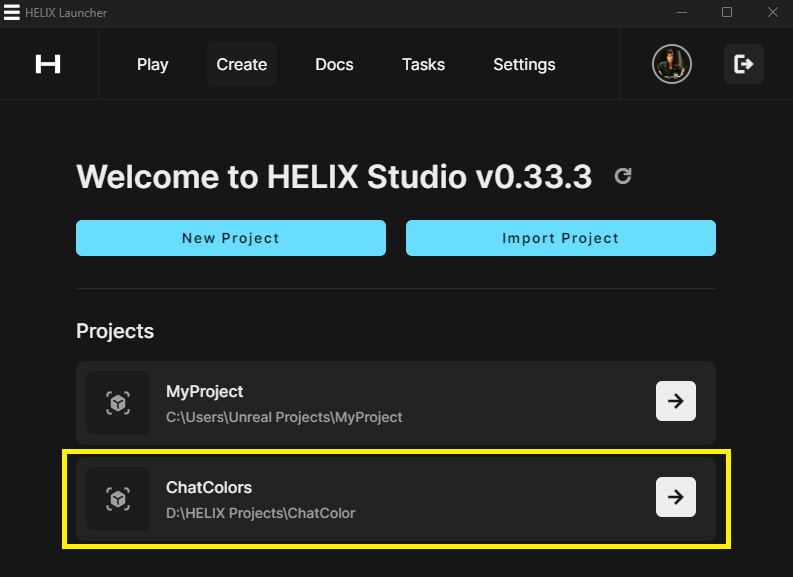 HELIX Launcher
Play Create Docs Tasks Settings
Welcome to HELIX Studio v0.33.3
New Project Import Project
Projects
MyProject
C:\Users\Unreal Projects\MyProject
ChatColors
D:\HELIX Projects\ChatColor